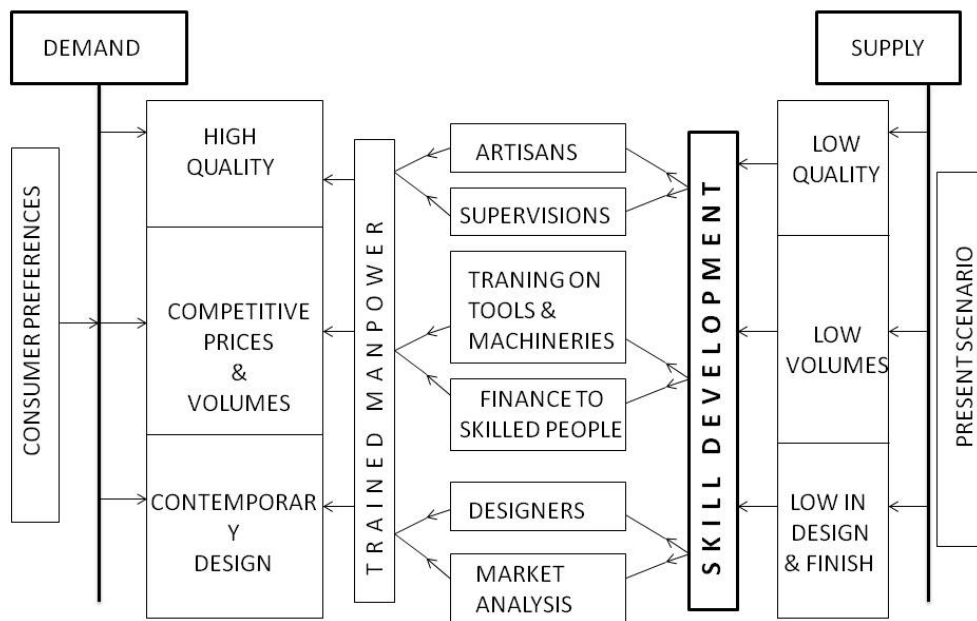 DEMAND
SUPPLY
CONSUMER PREFERENCES
HIGH
QUALITY
COMPETITIVE
PRICES
&
VOLUMES
CONTEMPORAR
Y
DESIGN
TRAINED MANPOWER
ARTISANS
SUPERVISIONS
TRANING ON
TOOLS &
MACHINERIES
FINANCE TO
SKILLED PEOPLE
DESIGNERS
MARKET
ANALYSIS
SKILL DEVELOPMENT
LOW
QUALITY
LOW
VOLUMES
LOW IN
DESIGN
& FINISH
PRESENT SCENARIO